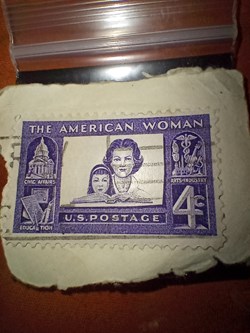 THE AMERICAN WOMAN
CIVIC AFFAIRS
ARTS-INDUSTRY
EDUCATION
U.S. POSTAGE
4¢